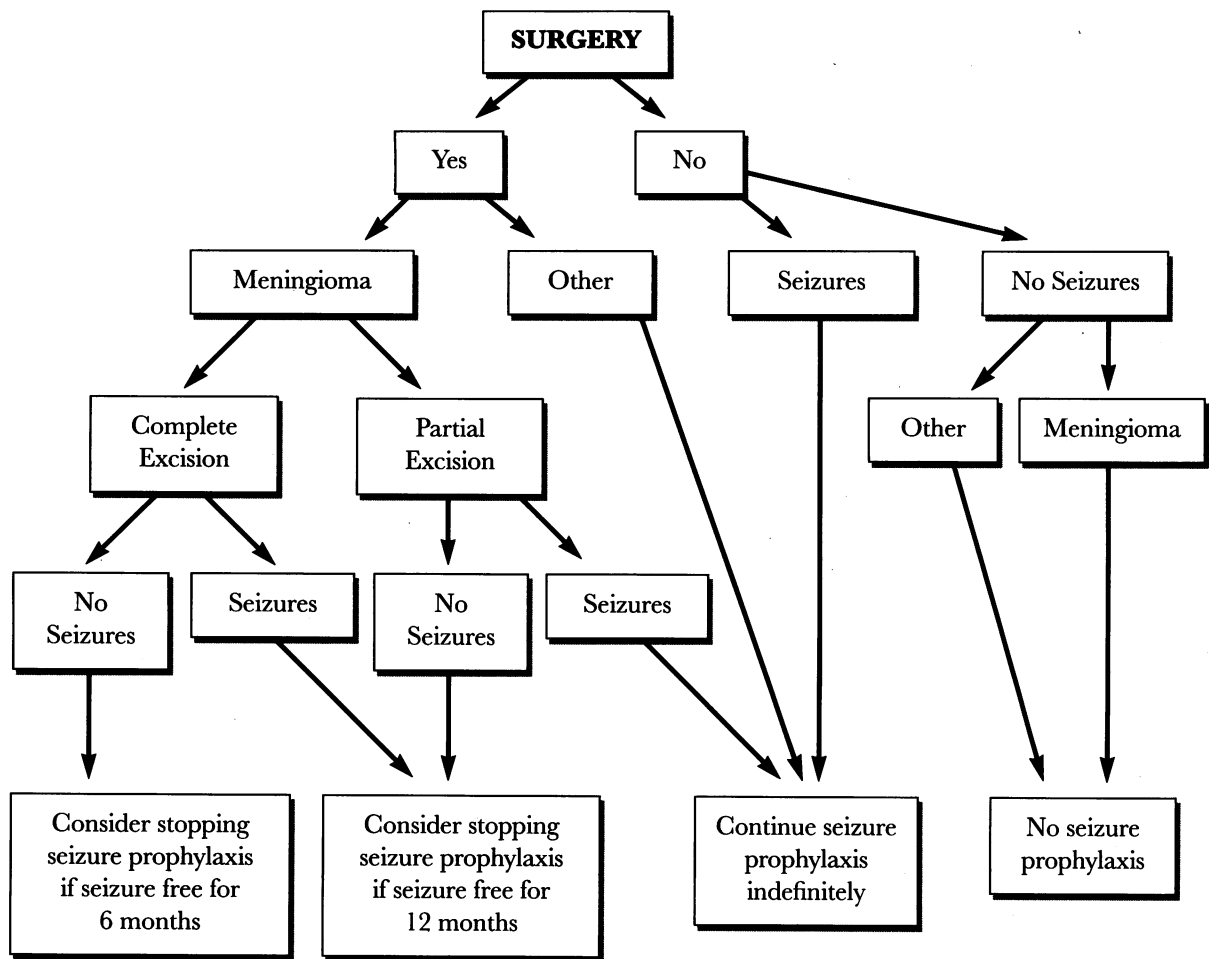 SURGERY
Yes
No
Meningioma
Other
Seizures
No Seizures
Complete
Excision
Partial
Excision
Other
Meningioma
No
Seizures
Seizures
No
Seizures
Seizures
Consider stopping
seizure prophylaxis
if seizure free for
6 months
Consider stopping
seizure prophylaxis
if seizure free for
12 months
Continue seizure
prophylaxis
indefinitely
No seizure
prophylaxis